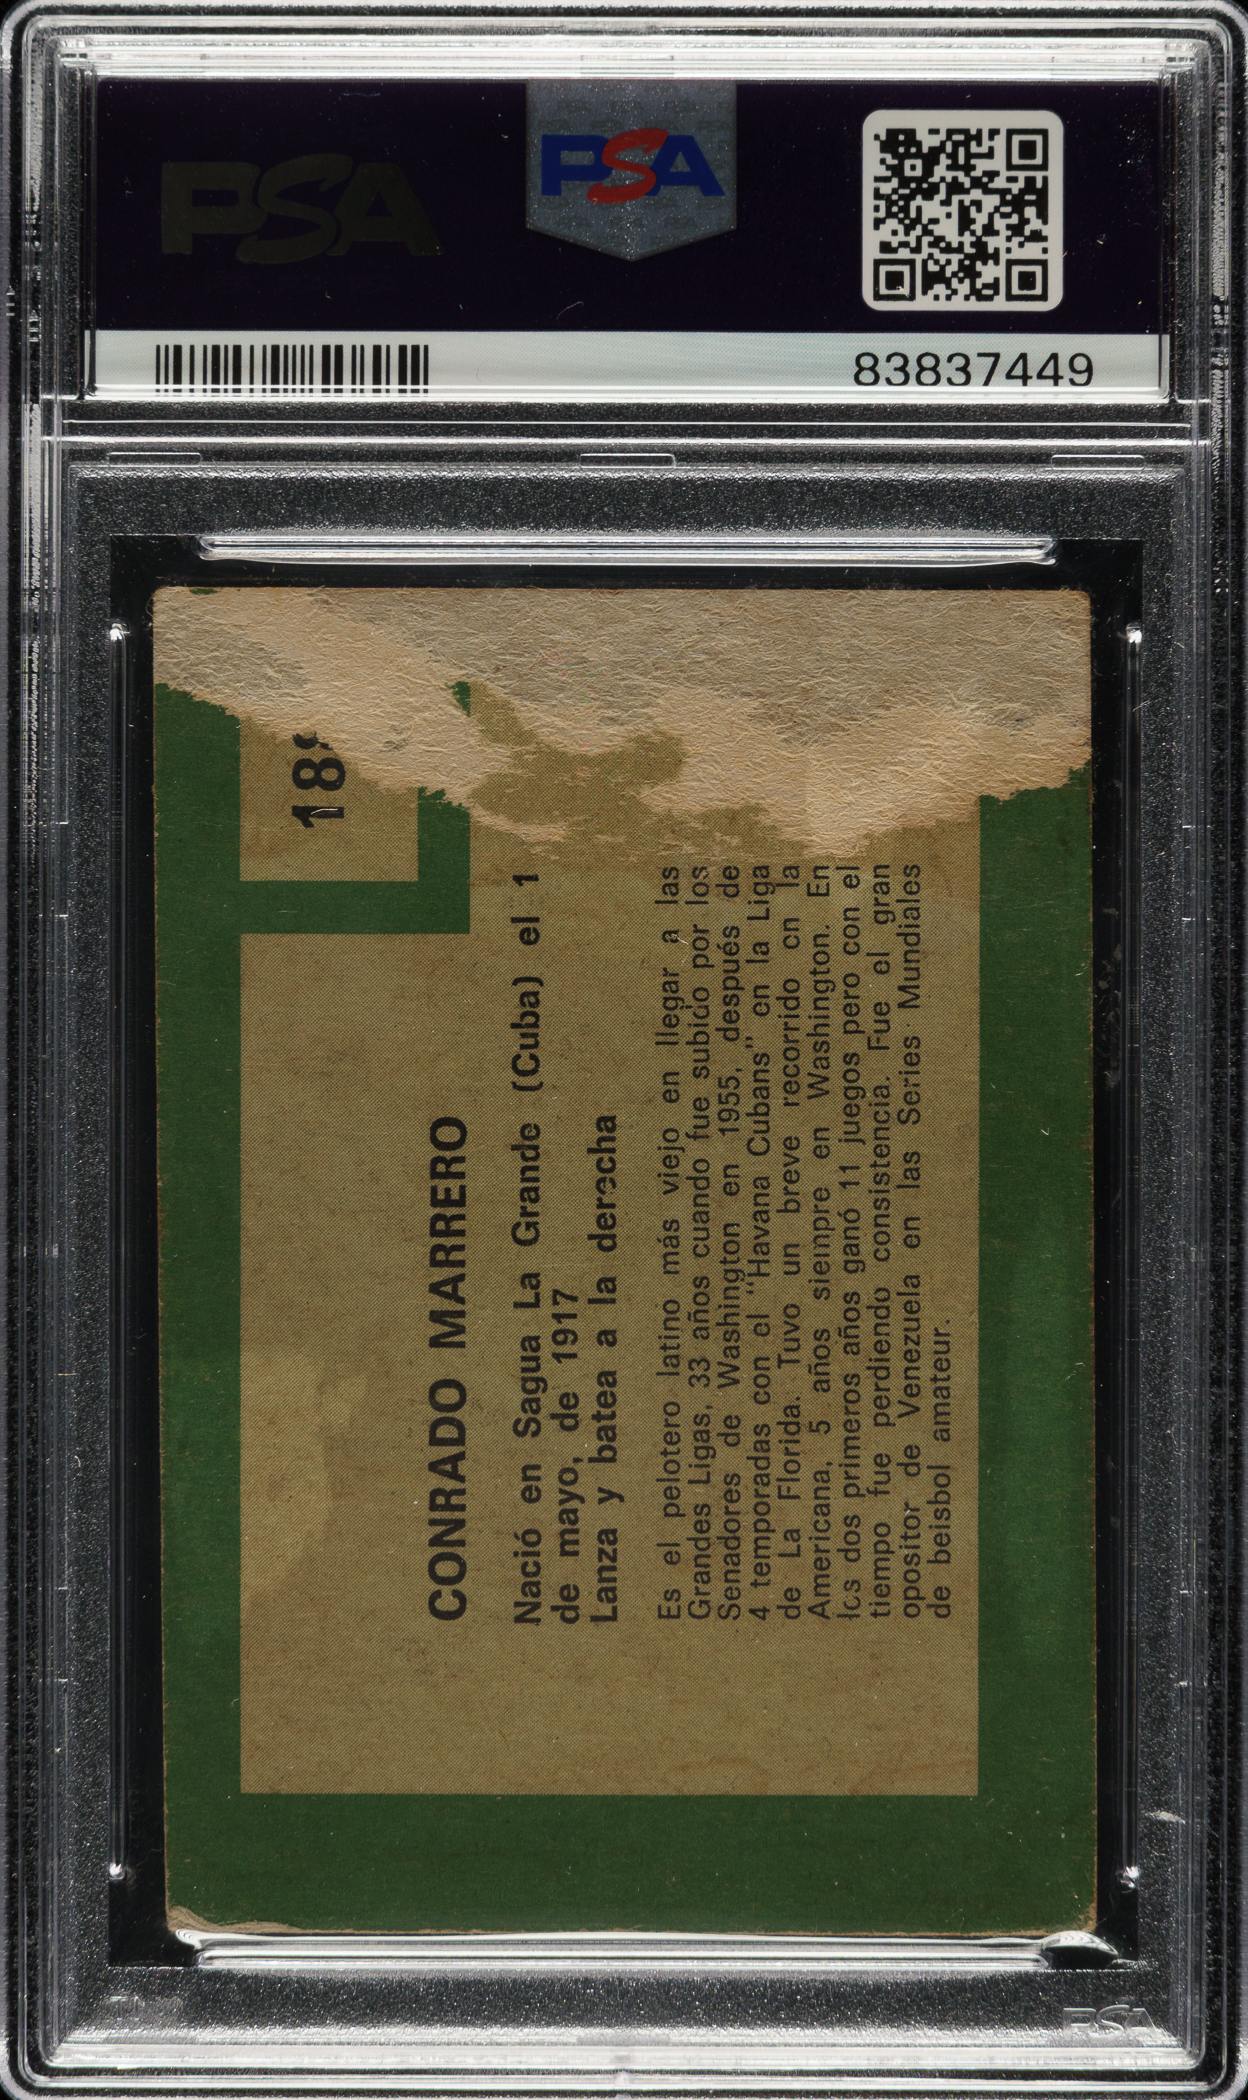 PSA
PSA
83837449
18
CONRADO MARRERO
Nació en Sagua La Grande (Cuba) el 1
de mayo, de 1917
Lanza y batea a la derecha
Es el pelotero latino más viejo en llegar a las
Grandes Ligas, 33 años cuando fue subido por los
Senadores de Washington en 1955, después de
4 temporadas con el "Havana Cubans" en la Liga
de La Florida. Tuvo un breve recorrido en la
Americana, 5 años siempre en Washington. En
los dos primeros años ganó 11 juegos pero con el
tiempo fue perdiendo consistencia. Fue el gran
opositor de Venezuela en las Series Mundiales
de beisbol amateur.
PSA